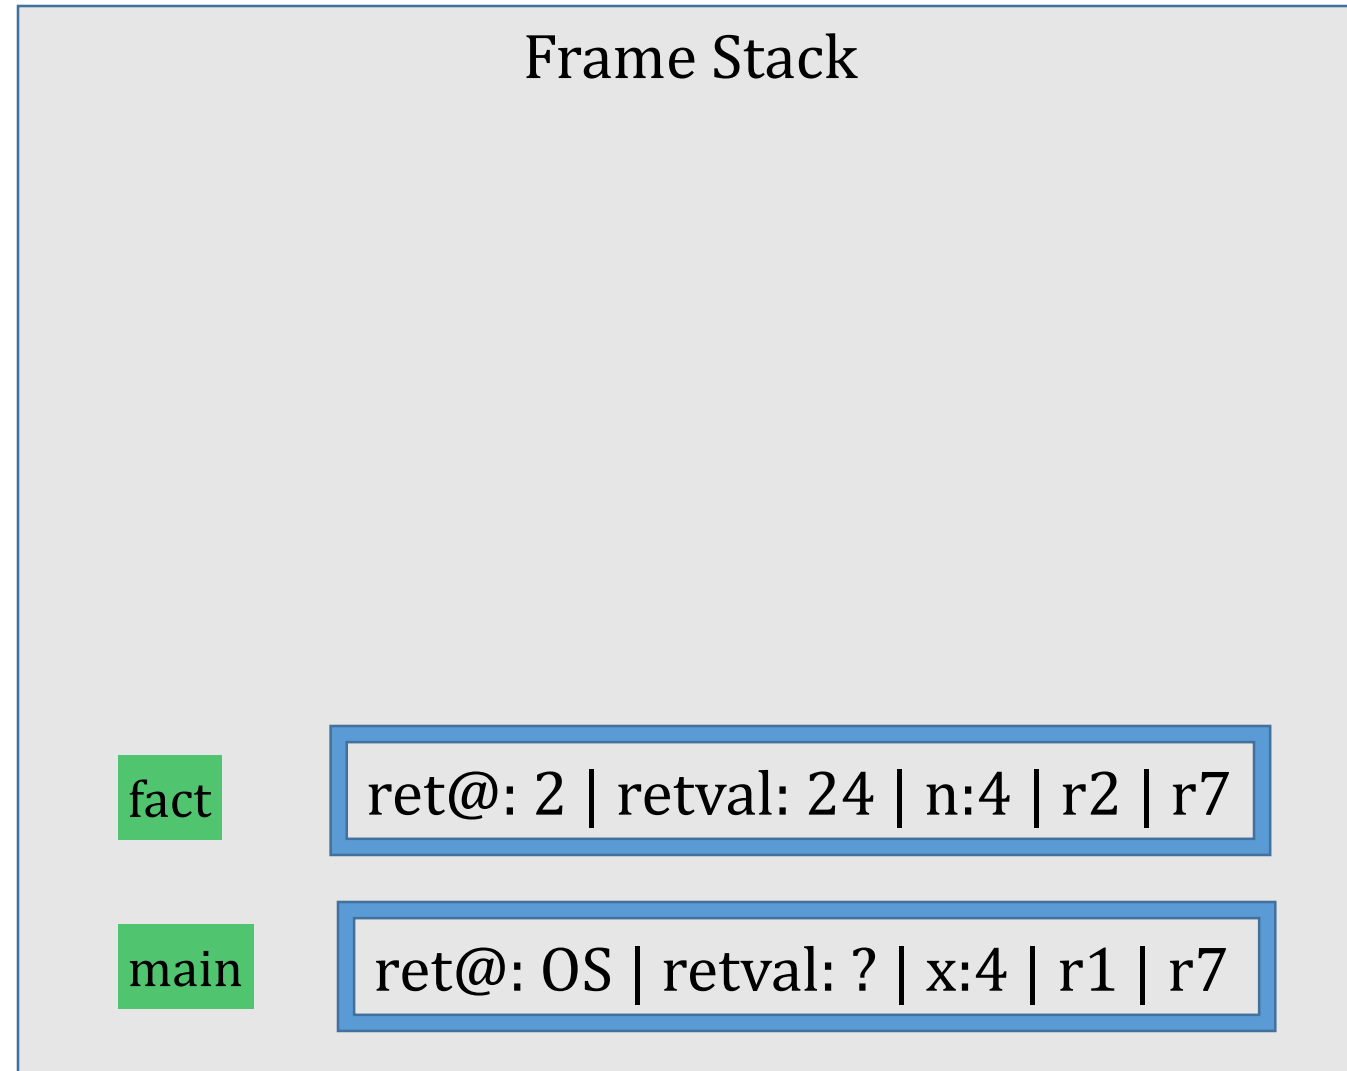 Frame Stack
fact
ret@: 2 | retval: 24 | n:4 | r2 | r7
main
ret@: OS | retval: ? | x:4 | r1 | r7